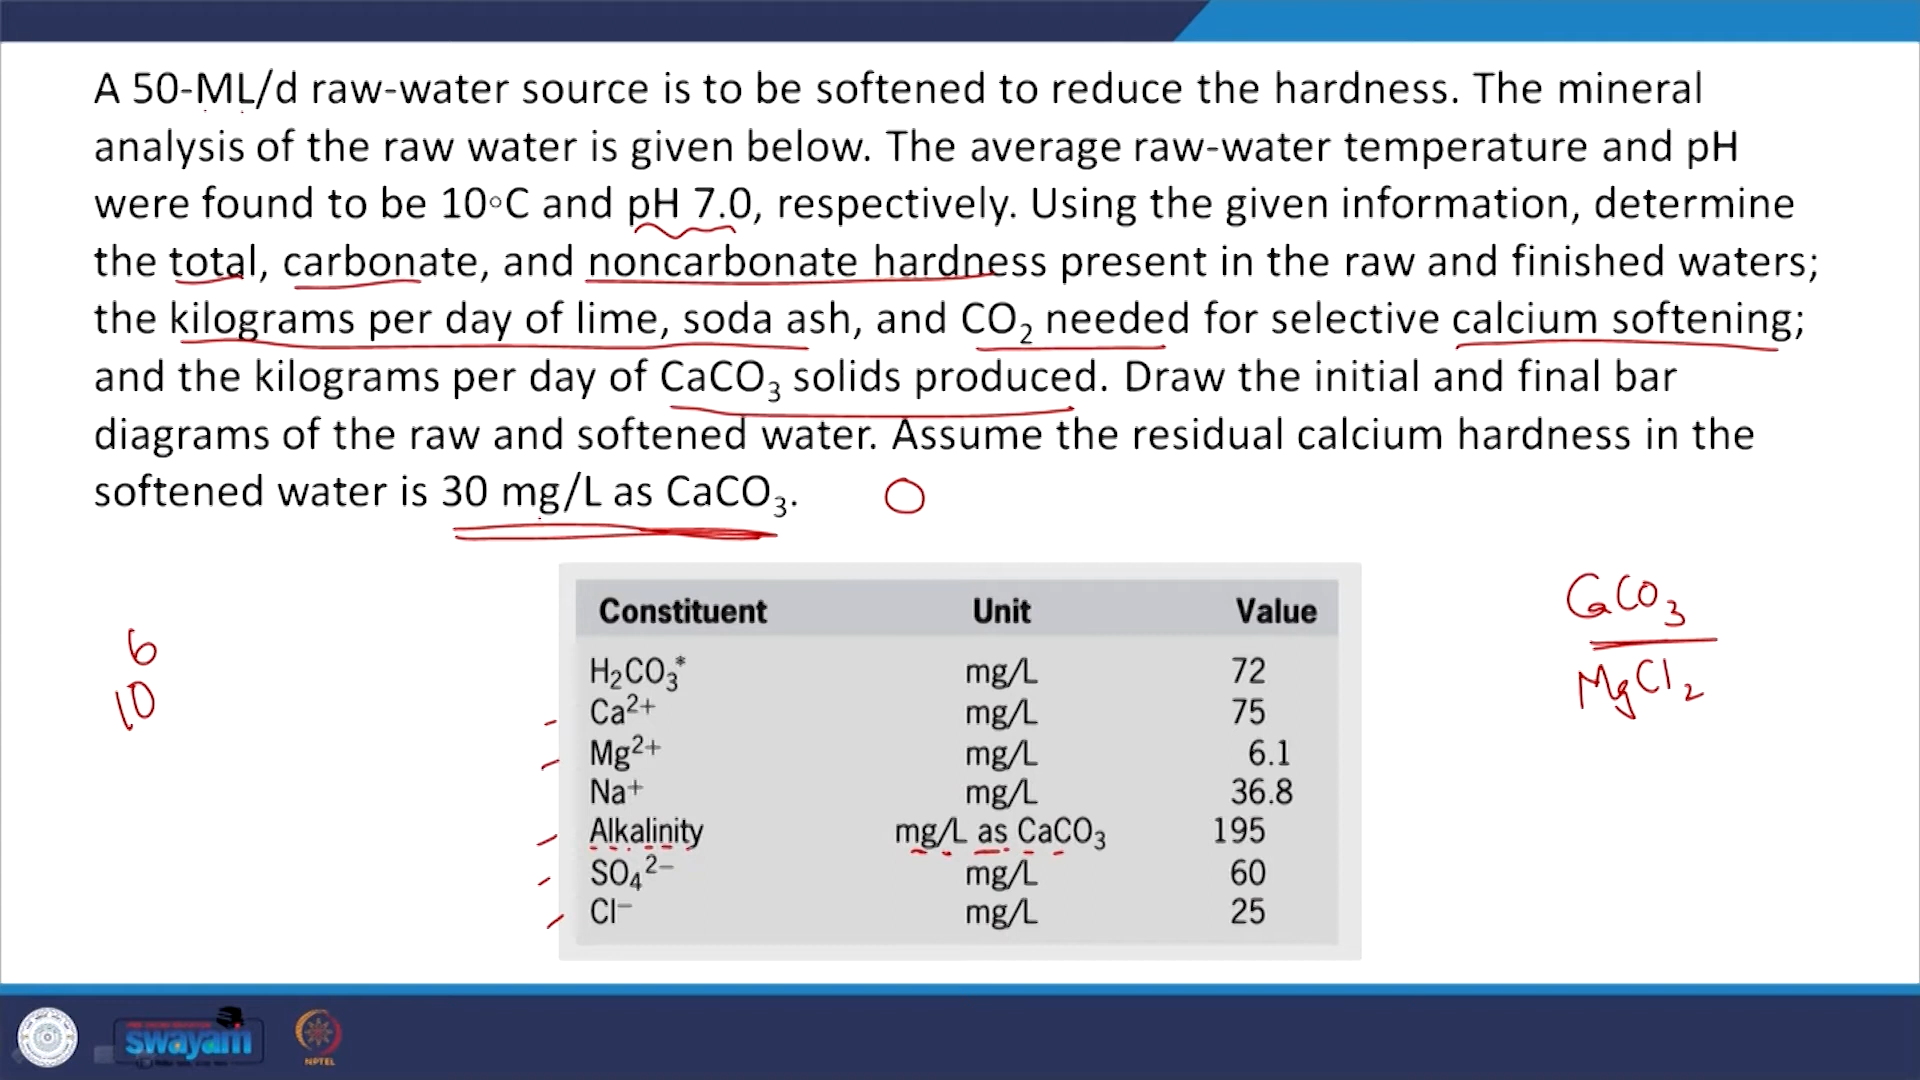 A 50-ML/d raw-water source is to be softened to reduce the hardness. The mineral
analysis of the raw water is given below. The average raw-water temperature and pH
were found to be 10◦C and pH 7.0, respectively. Using the given information, determine
the total, carbonate, and noncarbonate hardness present in the raw and finished waters;
the kilograms per day of lime, soda ash, and CO₂ needed for selective calcium softening;
and the kilograms per day of CaCO₃ solids produced. Draw the initial and final bar
diagrams of the raw and softened water. Assume the residual calcium hardness in the
softened water is 30 mg/L as CaCO₃.
O
6
10
Constituent Unit Value
H₂CO₃* mg/L 72
Ca²⁺ mg/L 75
Mg²⁺ mg/L 6.1
Na⁺ mg/L 36.8
Alkalinity mg/L as CaCO₃ 195
SO₄²⁻ mg/L 60
Cl⁻ mg/L 25
CaCO₃
MgCl₂
swayam
NPTEL